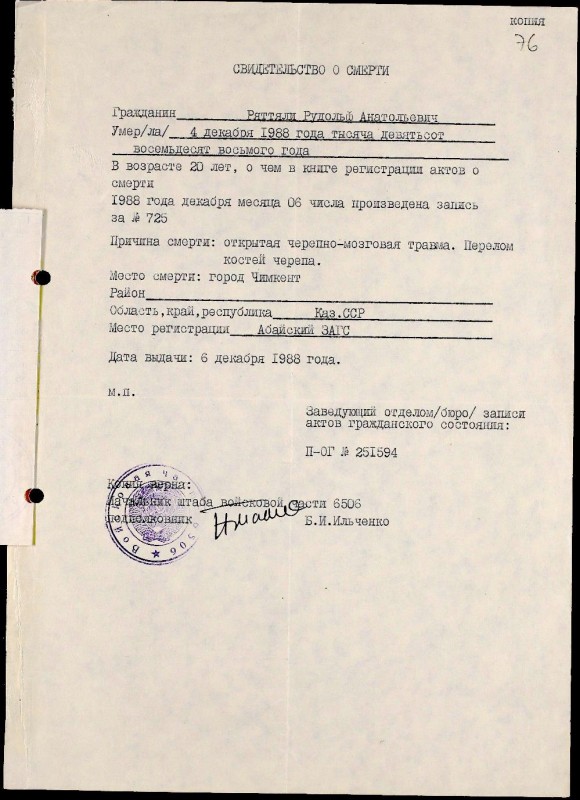 КОПИЯ
76
СВИДЕТЕЛЬСТВО О СМЕРТИ
Гражданин Ряттяли Рудольф Анатольевич
Умер/ла/ 4 декабря 1988 года тысяча девятьсот
восемьдесят восьмого года
В возрасте 20 лет, о чем в книге регистрации актов о
смерти
1988 года декабря месяца 06 числа произведена запись
за № 725
Причина смерти: открытая черепно-мозговая травма. Перелом
костей черепа.
Место смерти: город Чимкент
Район
Область,край,республика Каз.ССР
Место регистрации Абайский ЗАГС
Дата выдачи: 6 декабря 1988 года.
м.п.
Заведующий отделом/бюро/ записи
актов гражданского состояния:
П-ОГ № 251594
Копия верна:
Начальник штаба войсковой части 6506
подполковник Б.И.Ильченко
Войсковая часть 6506